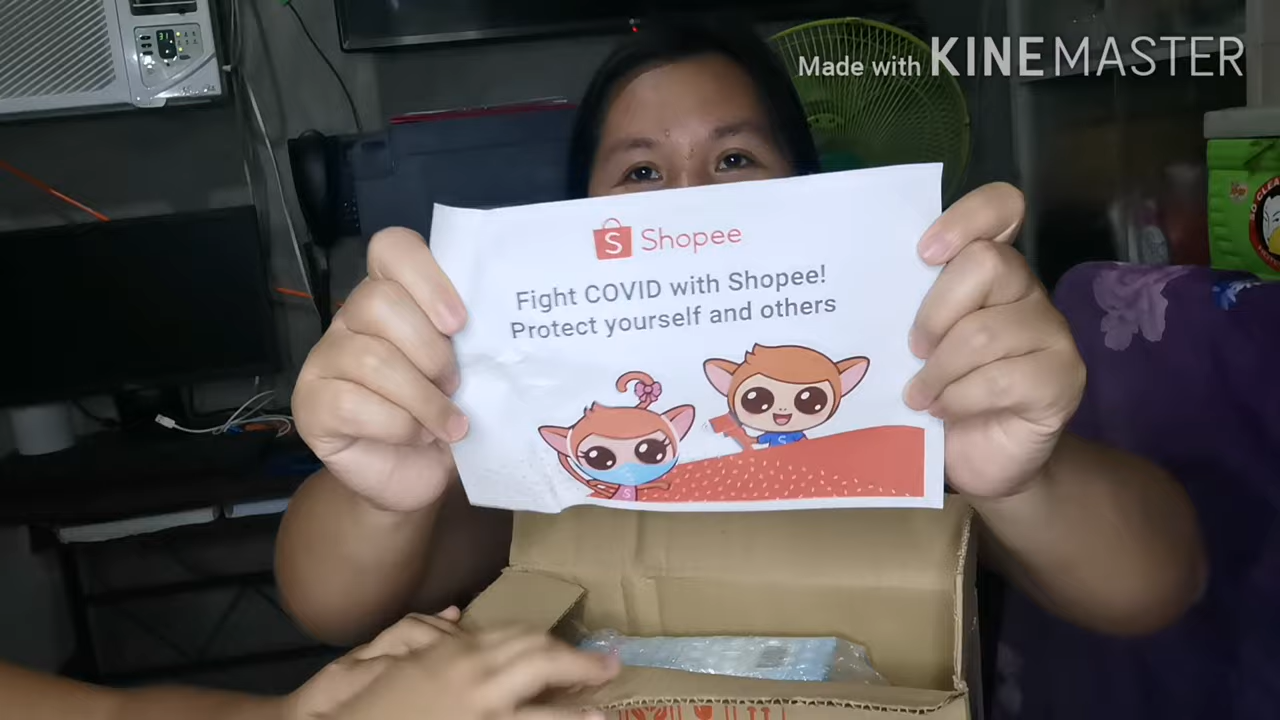 Made with KINEMASTER
S Shopee
Fight COVID with Shopee!
Protect yourself and others